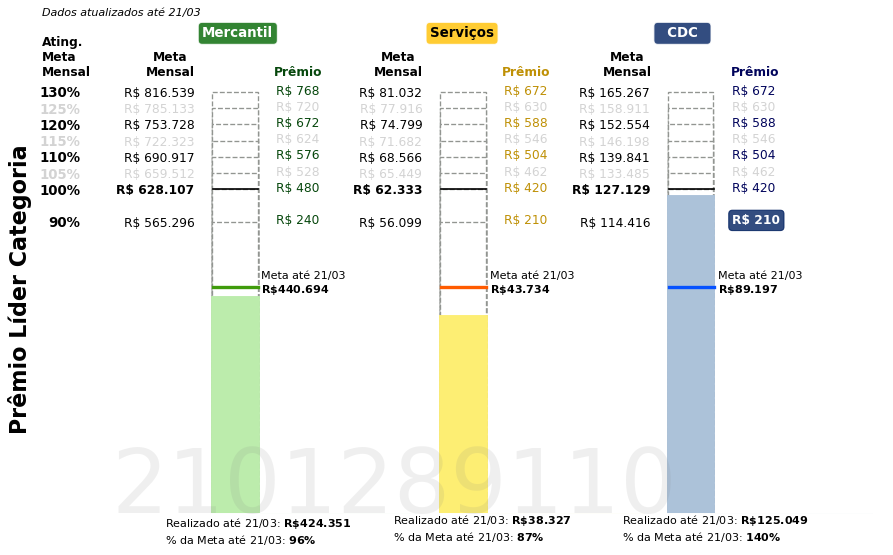 Dados atualizados até 21/03
Mercantil Serviços CDC
Ating. Meta Mensal Meta Mensal Prêmio Meta Mensal Prêmio Meta Mensal Prêmio
130% R$ 816.539 R$ 768 R$ 81.032 R$ 672 R$ 165.267 R$ 672
125% R$ 785.133 R$ 720 R$ 77.916 R$ 630 R$ 158.911 R$ 630
120% R$ 753.728 R$ 672 R$ 74.799 R$ 588 R$ 152.554 R$ 588
115% R$ 722.323 R$ 624 R$ 71.682 R$ 546 R$ 146.198 R$ 546
110% R$ 690.917 R$ 576 R$ 68.566 R$ 504 R$ 139.841 R$ 504
105% R$ 659.512 R$ 528 R$ 65.449 R$ 462 R$ 133.485 R$ 462
100% R$ 628.107 R$ 480 R$ 62.333 R$ 420 R$ 127.129 R$ 420
90% R$ 565.296 R$ 240 R$ 56.099 R$ 210 R$ 114.416 R$ 210
Prêmio Líder Categoria
Meta até 21/03 Meta até 21/03 Meta até 21/03
R$440.694 R$43.734 R$89.197
2101289110
Realizado até 21/03: R$424.351 Realizado até 21/03: R$38.327 Realizado até 21/03: R$125.049
% da Meta até 21/03: 96% % da Meta até 21/03: 87% % da Meta até 21/03: 140%